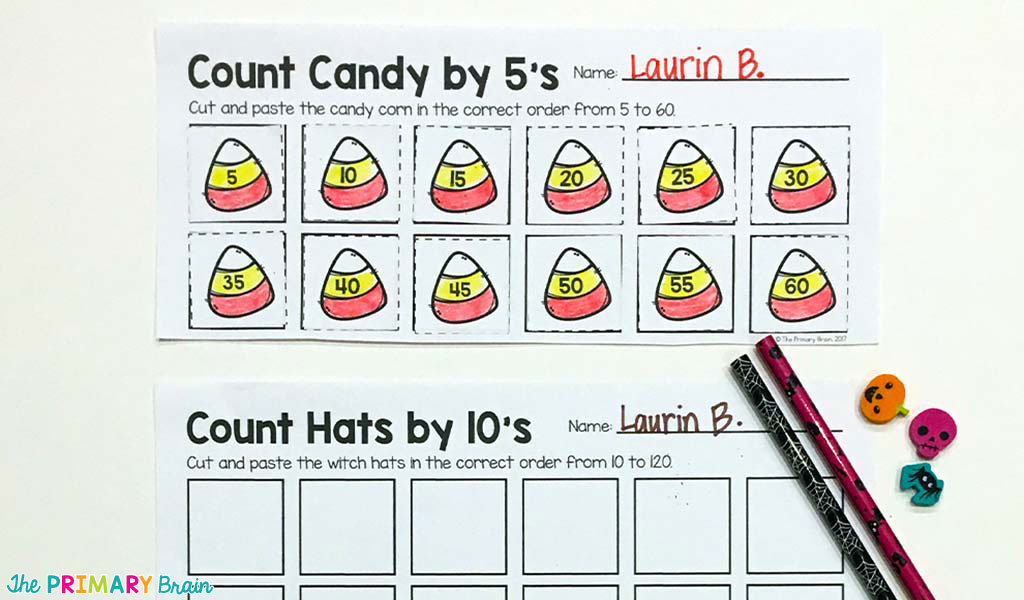 Count Candy by 5's Name: Laurin B.
Cut and paste the candy corn in the correct order from 5 to 60.
5 10 15 20 25 30
35 40 45 50 55 60
© The Primary Brain, 2017
Count Hats by 10's Name: Laurin B.
Cut and paste the witch hats in the correct order from 10 to 120.
The PRIMARY Brain